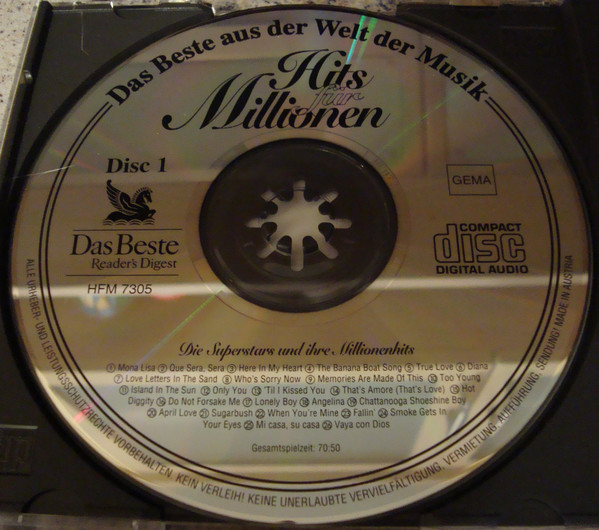 Das Beste aus der Welt der Musik
Hits
für
Millionen
Disc 1
GEMA
Das Beste
Reader's Digest
HFM 7305
COMPACT
disc
DIGITAL AUDIO
Die Superstars und ihre Millionenhits
① Mona Lisa ② Que Sera, Sera ③ Here In My Heart ④ The Banana Boat Song ⑤ True Love ⑥ Diana
⑦ Love Letters In The Sand ⑧ Who's Sorry Now ⑨ Memories Are Made Of This ⑩ Too Young
⑪ Island In The Sun ⑫ Only You ⑬ 'Til I Kissed You ⑭ That's Amore (That's Love) ⑮ Hot
Diggity ⑯ Do Not Forsake Me ⑰ Lonely Boy ⑱ Angelina ⑲ Chattanooga Shoeshine Boy
⑳ April Love ㉑ Sugarbush ㉒ When You're Mine ㉓ Fallin' ㉔ Smoke Gets In
Your Eyes ㉕ Mi casa, su casa ㉖ Vaya con Dios
Gesamtspielzeit: 70:50
ALLE URHEBER- UND LEISTUNGSSCHUTZRECHTE VORBEHALTEN. KEIN VERLEIH! KEINE UNERLAUBTE VERVIELFÄLTIGUNG, VERMIETUNG, AUFFÜHRUNG, SENDUNG! MADE IN AUSTRIA